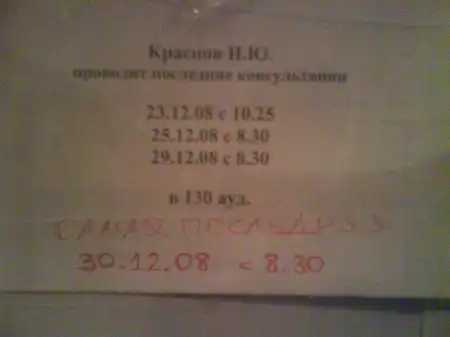 Краснов И.Ю.
проводит последние консультации
23.12.08 с 10.25
25.12.08 с 8.30
29.12.08 с 8.30
в 130 ауд.
САМАЯ ПОСЛЕДНЯЯ
30.12.08 с 8.30